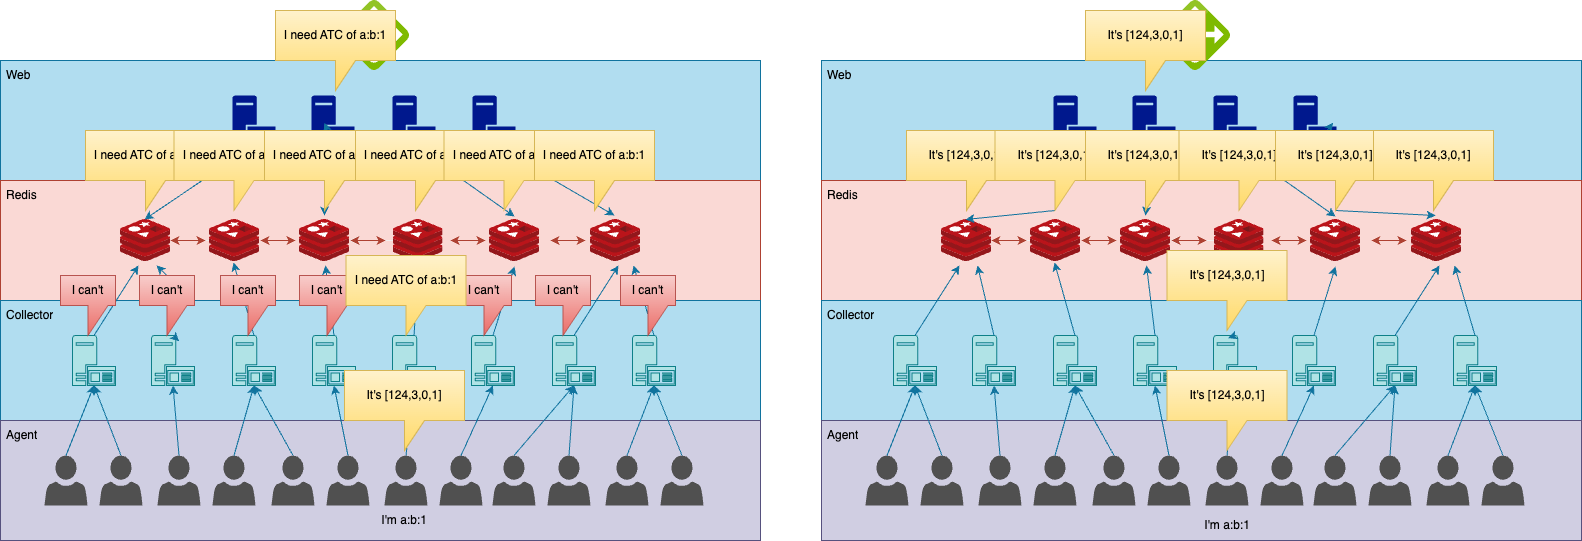 I need ATC of a:b:1
Web
I need ATC of a
I need ATC of a
I need ATC of a
I need ATC of a
I need ATC of a
I need ATC of a:b:1
Redis
I can't
I can't
I can't
I can't
I need ATC of a:b:1
I can't
I can't
I can't
Collector
It's [124,3,0,1]
Agent
I'm a:b:1
It's [124,3,0,1]
Web
It's [124,3,0,
It's [124,3,0,1
It's [124,3,0,1
It's [124,3,0,1]
It's [124,3,0,1]
It's [124,3,0,1]
Redis
It's [124,3,0,1]
Collector
It's [124,3,0,1]
Agent
I'm a:b:1